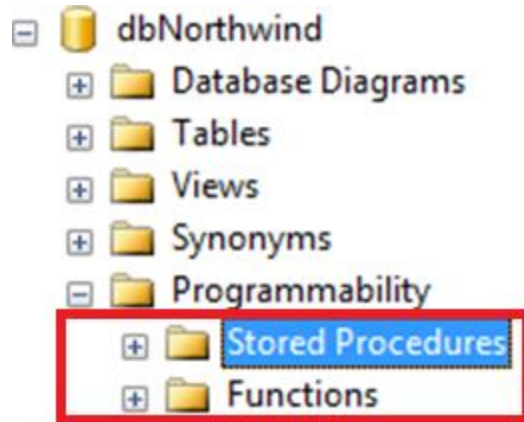 dbNorthwind
Database Diagrams
Tables
Views
Synonyms
Programmability
Stored Procedures
Functions